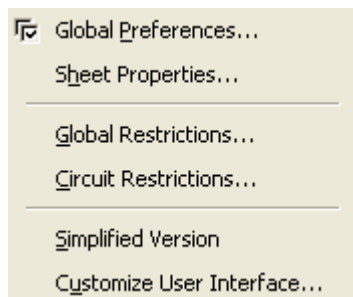 Global Preferences...
Sheet Properties...
Global Restrictions...
Circuit Restrictions...
Simplified Version
Customize User Interface...